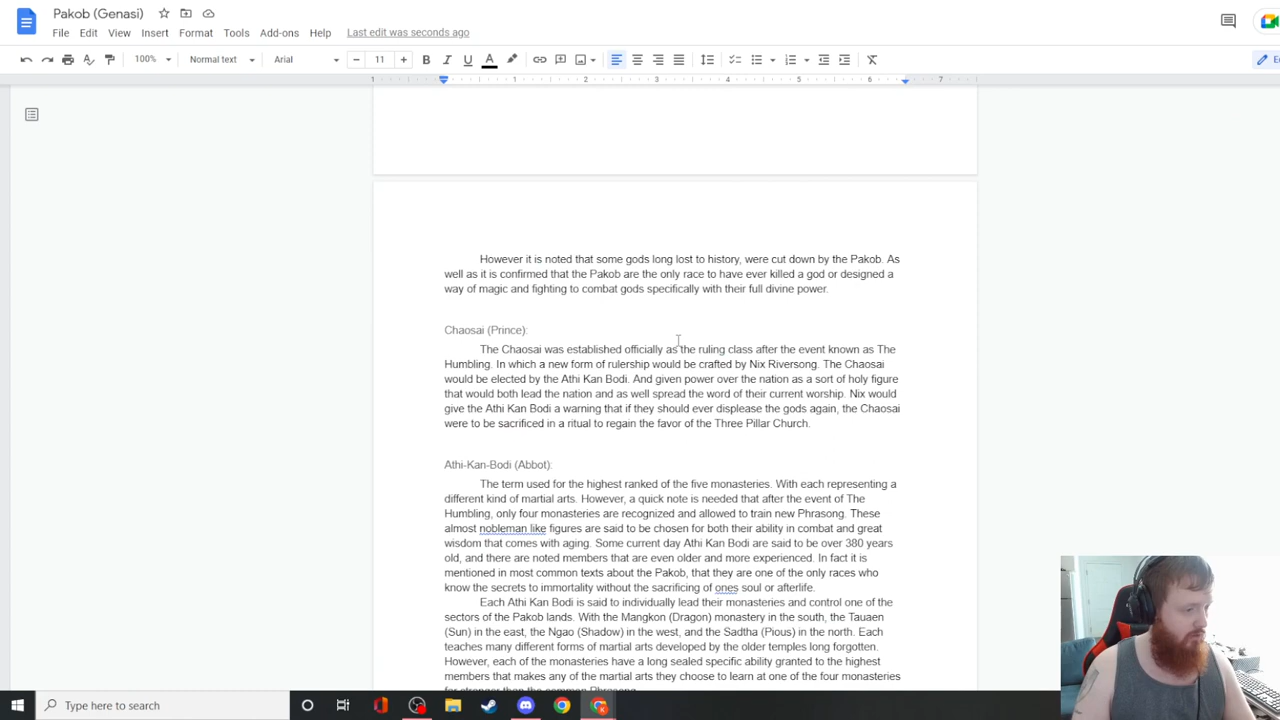 Pakob (Genasi)
File Edit View Insert Format Tools Add-ons Help Last edit was seconds ago
100% Normal text Arial 11
1 1 2 3 4 5 6 7
However it is noted that some gods long lost to history, were cut down by the Pakob. As
well as it is confirmed that the Pakob are the only race to have ever killed a god or designed a
way of magic and fighting to combat gods specifically with their full divine power.
Chaosai (Prince):
The Chaosai was established officially as the ruling class after the event known as The
Humbling. In which a new form of rulership would be crafted by Nix Riversong. The Chaosai
would be elected by the Athi Kan Bodi. And given power over the nation as a sort of holy figure
that would both lead the nation and as well spread the word of their current worship. Nix would
give the Athi Kan Bodi a warning that if they should ever displease the gods again, the Chaosai
were to be sacrificed in a ritual to regain the favor of the Three Pillar Church.
Athi-Kan-Bodi (Abbot):
The term used for the highest ranked of the five monasteries. With each representing a
different kind of martial arts. However, a quick note is needed that after the event of The
Humbling, only four monasteries are recognized and allowed to train new Phrasong. These
almost nobleman like figures are said to be chosen for both their ability in combat and great
wisdom that comes with aging. Some current day Athi Kan Bodi are said to be over 380 years
old, and there are noted members that are even older and more experienced. In fact it is
mentioned in most common texts about the Pakob, that they are one of the only races who
know the secrets to immortality without the sacrificing of ones soul or afterlife.
Each Athi Kan Bodi is said to individually lead their monasteries and control one of the
sectors of the Pakob lands. With the Mangkon (Dragon) monastery in the south, the Tauaen
(Sun) in the east, the Ngao (Shadow) in the west, and the Sadtha (Pious) in the north. Each
teaches many different forms of martial arts developed by the older temples long forgotten.
However, each of the monasteries have a long sealed specific ability granted to the highest
members that makes any of the martial arts they choose to learn at one of the four monasteries
far stronger than the common Phrasong.
Type here to search